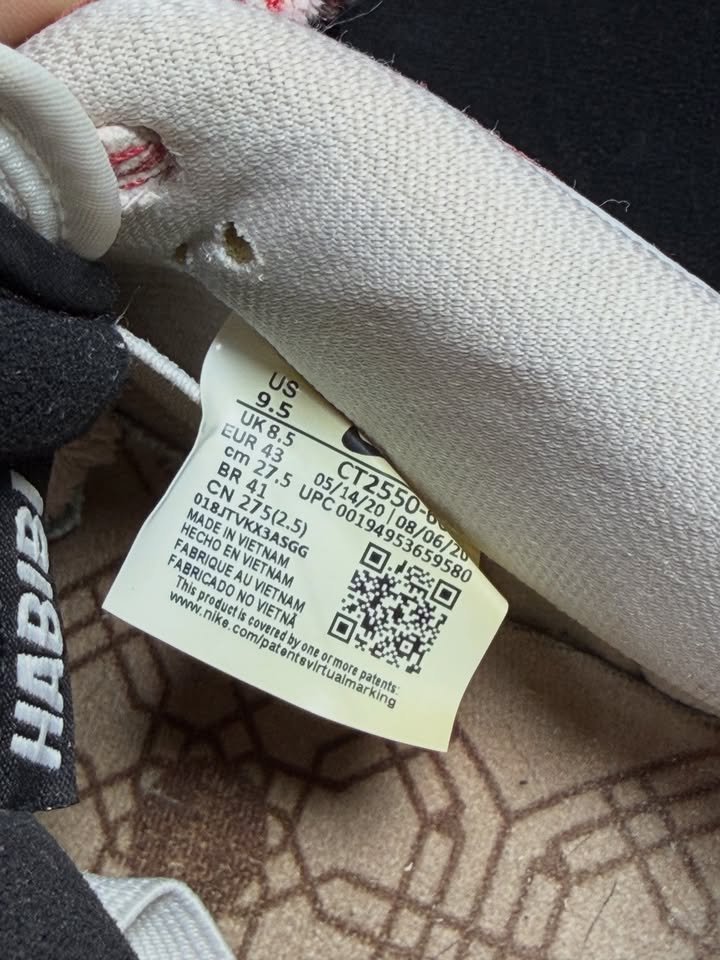 US
9.5
UK 8.5
EUR 43
cm 27.5
BR 41
CN 275(2.5)
018JTVKX3ASGG
MADE IN VIETNAM
HECHO EN VIETNAM
FABRIQUE AU VIETNAM
FABRICADO NO VIETNÃ
This product is covered by one or more patents:
www.nike.com/patentsvirtualmarking
CT2550-6
05/14/20 | 08/06/20
UPC 00194953659580
HABIBI